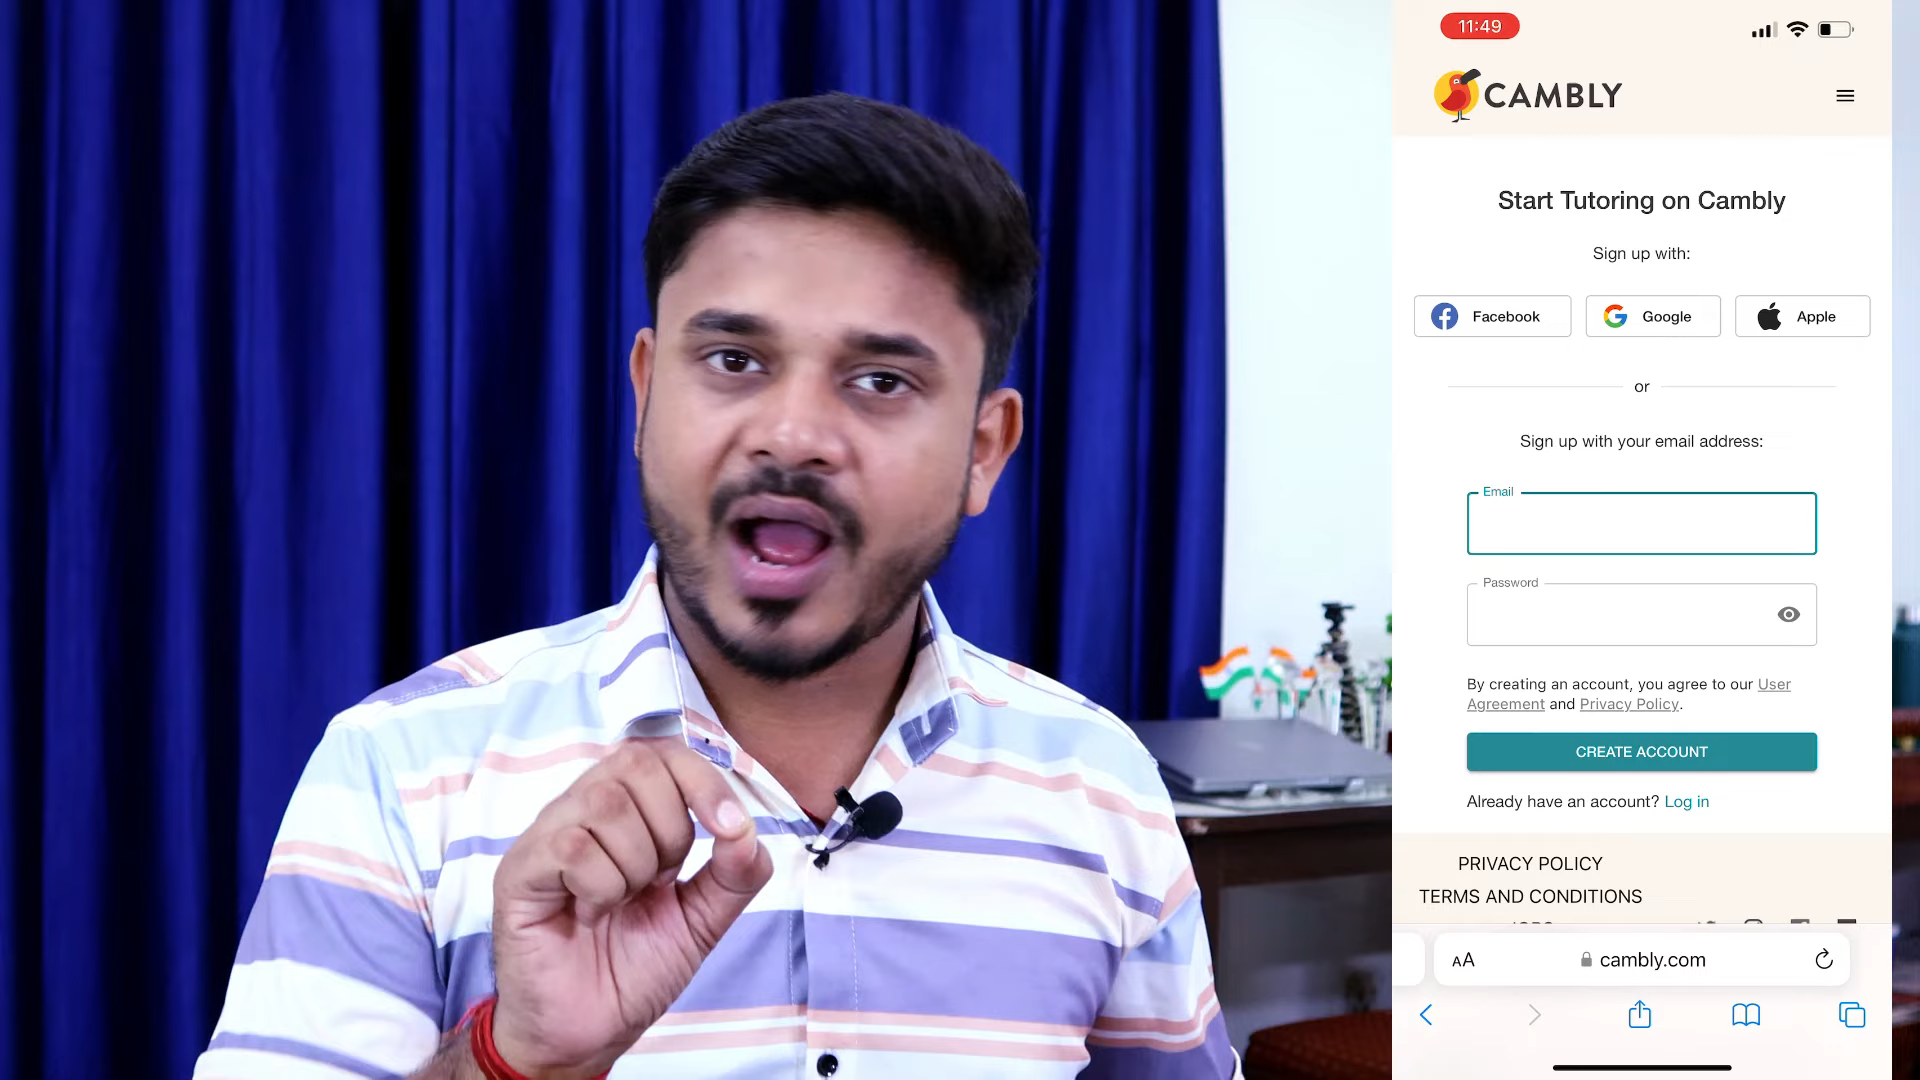 11:49
CAMBLY
Start Tutoring on Cambly
Sign up with:
Facebook
Google
Apple
or
Sign up with your email address:
Email
Password
By creating an account, you agree to our User
Agreement and Privacy Policy.
CREATE ACCOUNT
Already have an account? Log in
PRIVACY POLICY
TERMS AND CONDITIONS
AA
cambly.com